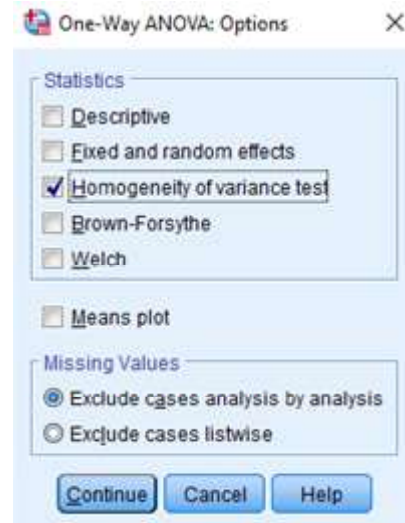 One-Way ANOVA: Options
Statistics
Descriptive
Fixed and random effects
Homogeneity of variance test
Brown-Forsythe
Welch
Means plot
Missing Values
Exclude cases analysis by analysis
Exclude cases listwise
Continue Cancel Help